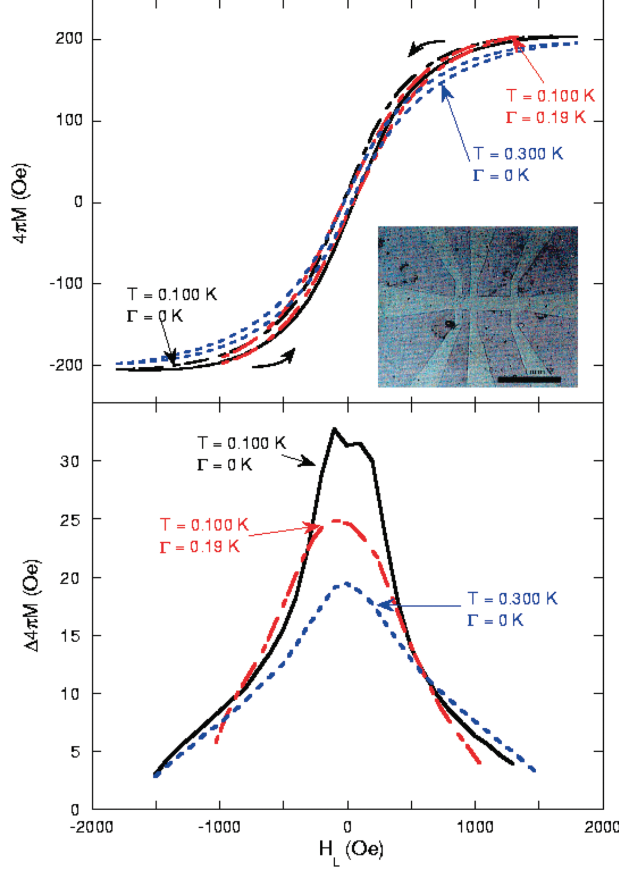 200
100
0
-100
-200
4πM (Oe)
T = 0.100 K
Γ = 0.19 K
T = 0.300 K
Γ = 0 K
T = 0.100 K
Γ = 0 K
30
25
20
15
10
5
0
Δ4πM (Oe)
T = 0.100 K
Γ = 0 K
T = 0.100 K
Γ = 0.19 K
T = 0.300 K
Γ = 0 K
-2000 -1000 0 1000 2000
H_L (Oe)